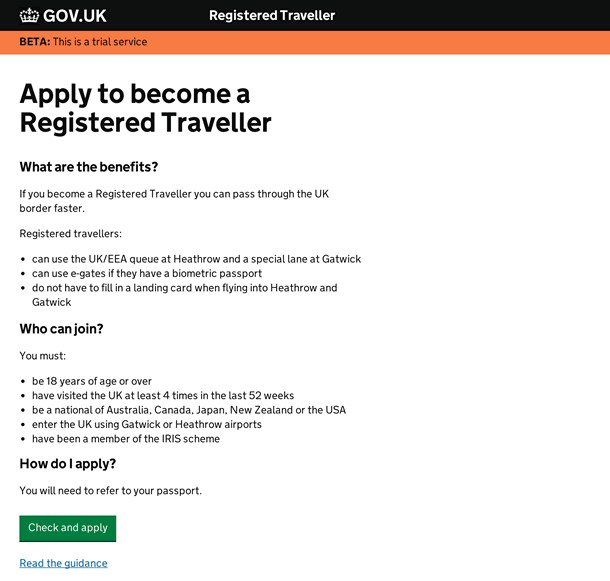 GOV.UK Registered Traveller
BETA: This is a trial service
Apply to become a
Registered Traveller
What are the benefits?
If you become a Registered Traveller you can pass through the UK
border faster.
Registered travellers:
• can use the UK/EEA queue at Heathrow and a special lane at Gatwick
• can use e-gates if they have a biometric passport
• do not have to fill in a landing card when flying into Heathrow and
Gatwick
Who can join?
You must:
• be 18 years of age or over
• have visited the UK at least 4 times in the last 52 weeks
• be a national of Australia, Canada, Japan, New Zealand or the USA
• enter the UK using Gatwick or Heathrow airports
• have been a member of the IRIS scheme
How do I apply?
You will need to refer to your passport.
Check and apply
Read the guidance